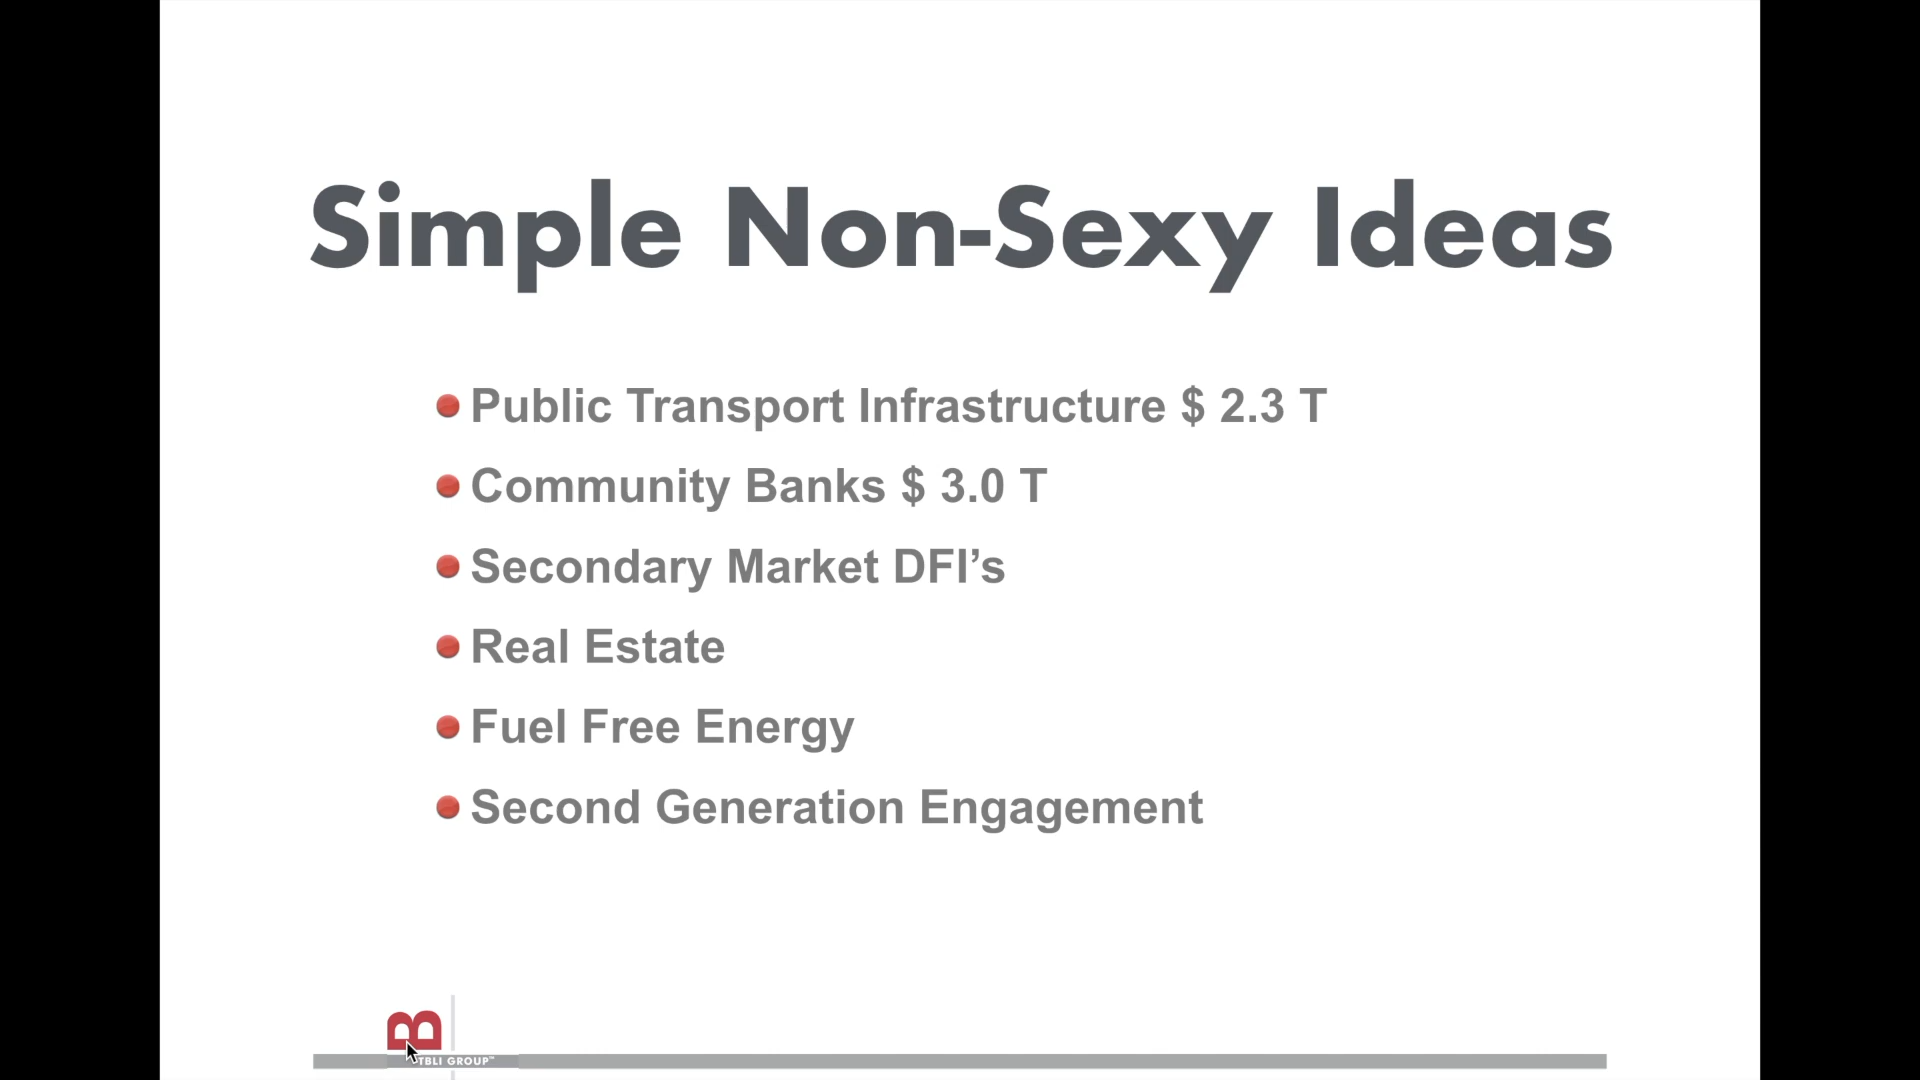 Simple Non-Sexy Ideas
Public Transport Infrastructure $ 2.3 T
Community Banks $ 3.0 T
Secondary Market DFI’s
Real Estate
Fuel Free Energy
Second Generation Engagement
B
TBLI GROUP™